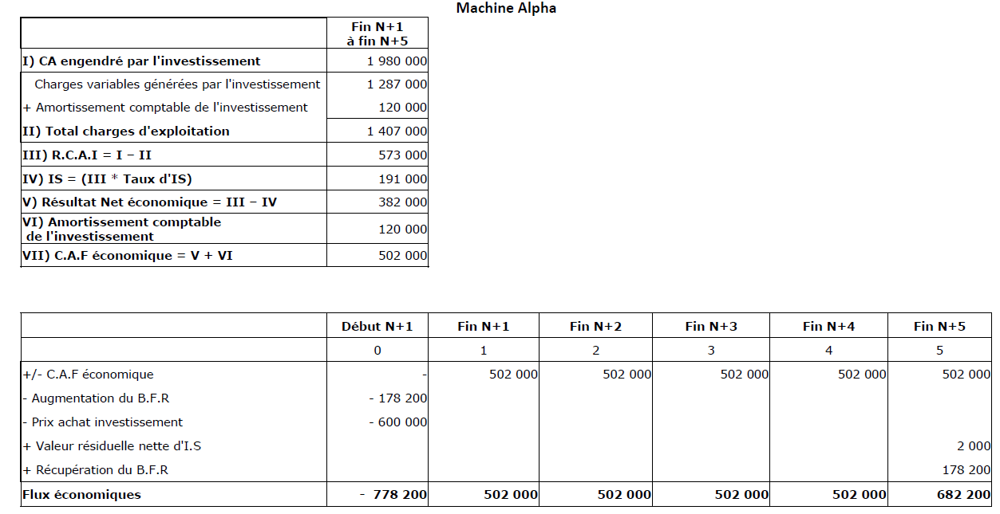 Machine Alpha
Fin N+1
à fin N+5
I) CA engendré par l'investissement 1 980 000
Charges variables générées par l'investissement 1 287 000
+ Amortissement comptable de l'investissement 120 000
II) Total charges d'exploitation 1 407 000
III) R.C.A.I = I – II 573 000
IV) IS = (III * Taux d'IS) 191 000
V) Résultat Net économique = III – IV 382 000
VI) Amortissement comptable
de l'investissement 120 000
VII) C.A.F économique = V + VI 502 000
Début N+1 Fin N+1 Fin N+2 Fin N+3 Fin N+4 Fin N+5
0 1 2 3 4 5
+/- C.A.F économique - 502 000 502 000 502 000 502 000 502 000
- Augmentation du B.F.R - 178 200
- Prix achat investissement - 600 000
+ Valeur résiduelle nette d'I.S 2 000
+ Récupération du B.F.R 178 200
Flux économiques - 778 200 502 000 502 000 502 000 502 000 682 200